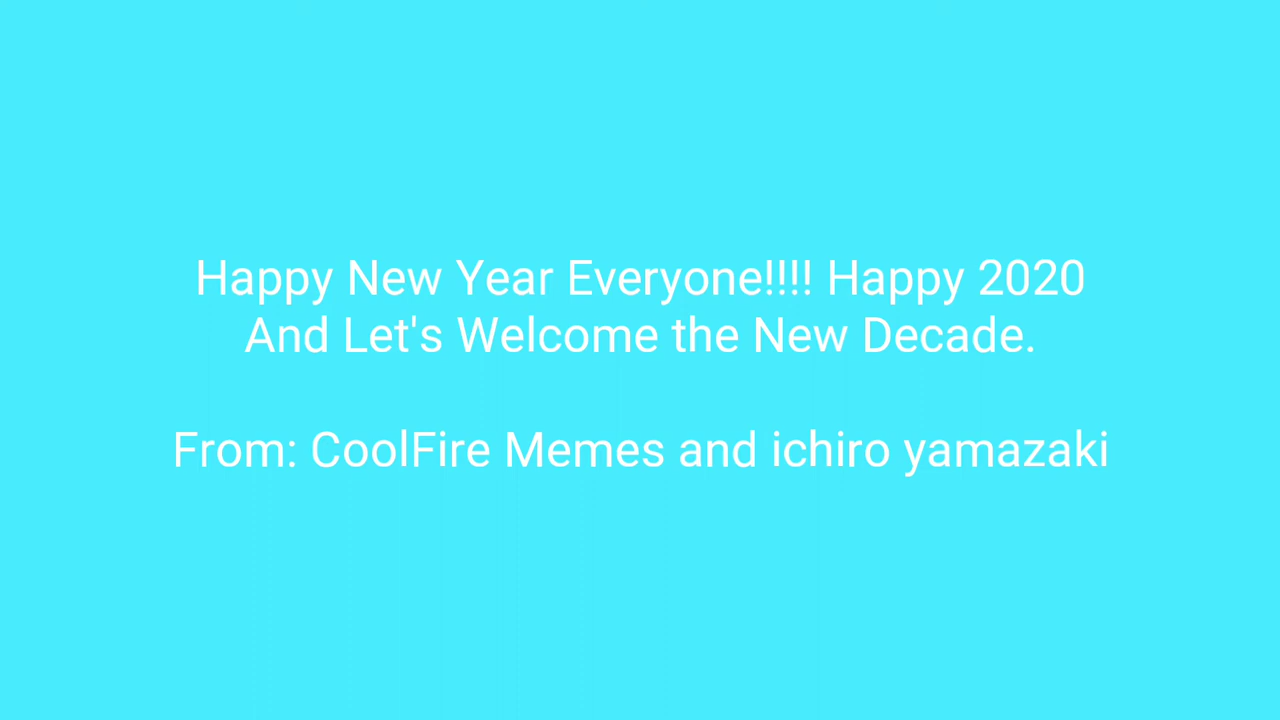 Happy New Year Everyone!!!! Happy 2020
And Let's Welcome the New Decade.
From: CoolFire Memes and ichiro yamazaki